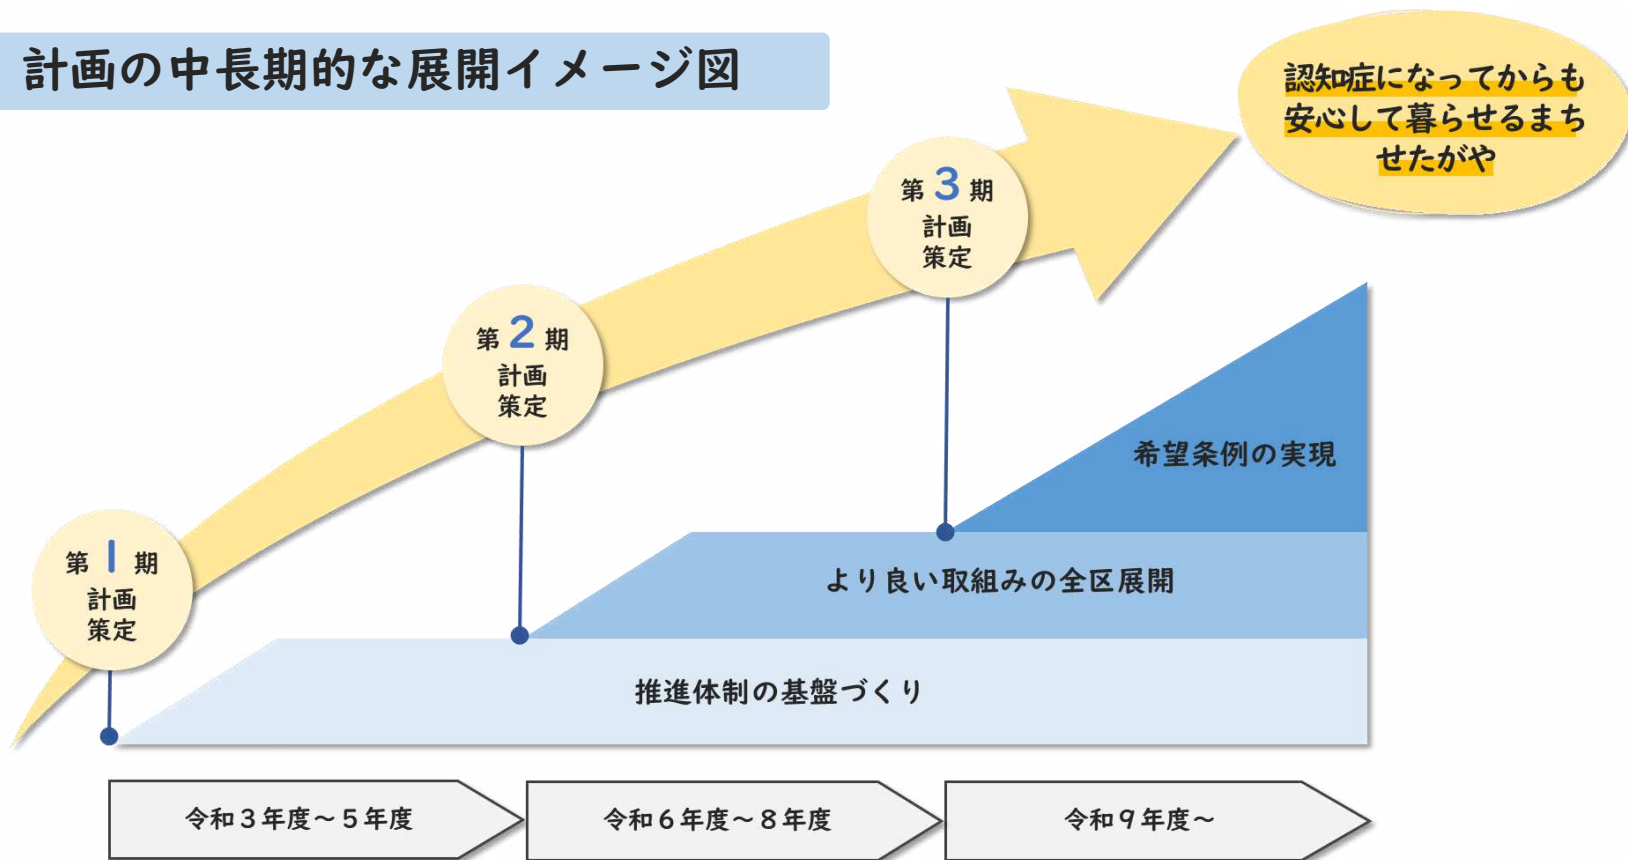 計画の中長期的な展開イメージ図
認知症になってからも
安心して暮らせるまち
せたがや
第3期
計画
策定
第2期
計画
策定
第1期
計画
策定
希望条例の実現
より良い取組みの全区展開
推進体制の基盤づくり
令和3年度～5年度
令和6年度～8年度
令和9年度～